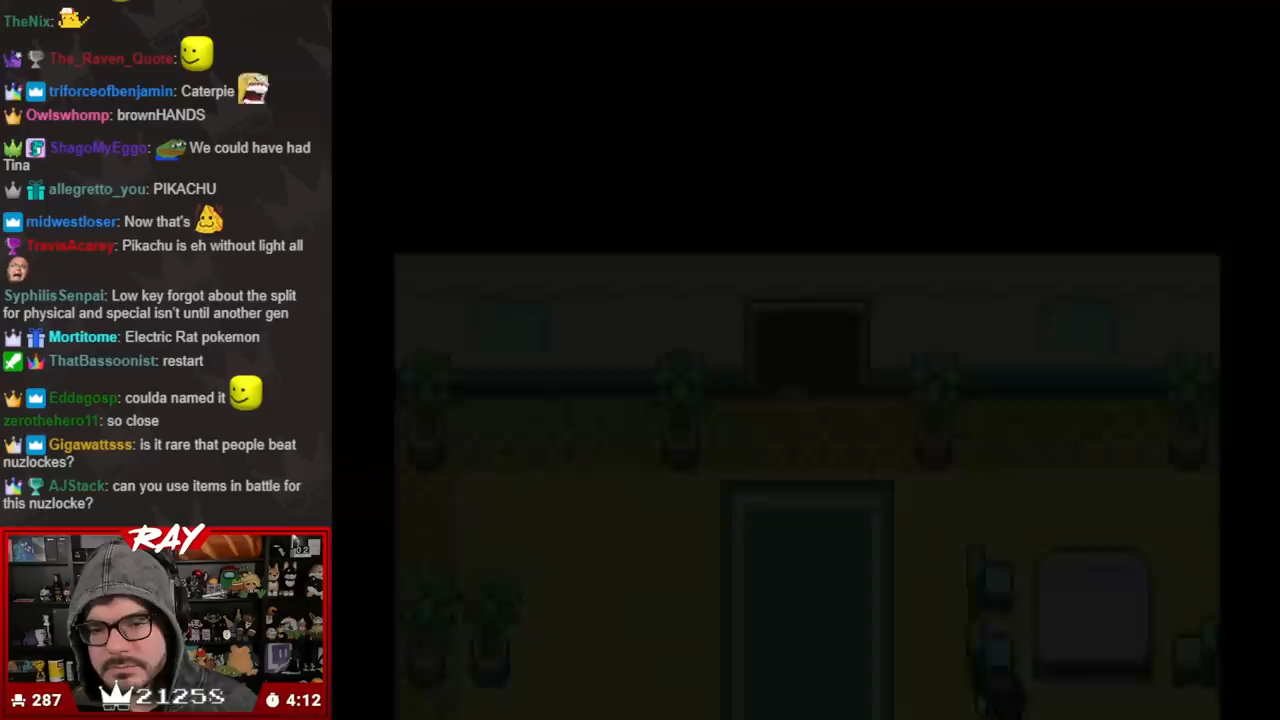 TheNix:
The_Raven_Quote:
triforceofbenjamin: Caterpie
Owlswhomp: brownHANDS
ShagoMyEggo: We could have had
Tina
allegretto_you: PIKACHU
midwestloser: Now that's
TravisAcaray: Pikachu is eh without light all
SyphilisSenpai: Low key forgot about the split
for physical and special isn't until another gen
Mortitome: Electric Rat pokemon
ThatBassoonist: restart
Eddagosp: coulda named it
zerothehero11: so close
Gigawattsss: is it rare that people beat
nuzlockes?
AJStack: can you use items in battle for
this nuzlocke?
RAY
287
21258
4:12